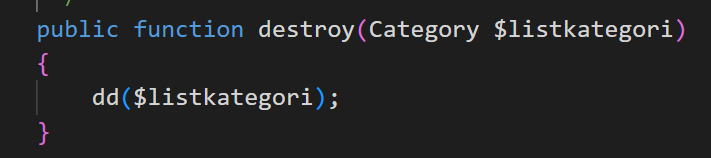 /
public function destroy(Category $listkategori)
{
    dd($listkategori);
}